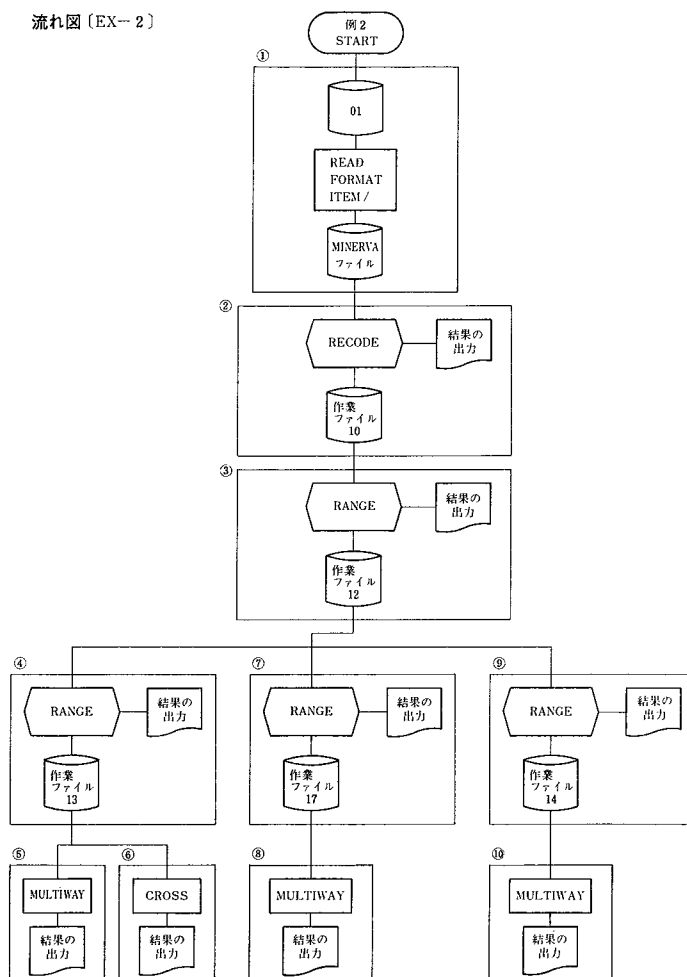 流れ図〔EX-2〕
例2
START
①
01
READ
FORMAT
ITEM/
MINERVA
ファイル
②
RECODE
結果の
出力
作業
ファイル
10
③
RANGE
結果の
出力
作業
ファイル
12
④
RANGE
結果の
出力
作業
ファイル
13
⑦
RANGE
結果の
出力
作業
ファイル
17
⑨
RANGE
結果の
出力
作業
ファイル
14
⑤
MULTIWAY
結果の
出力
⑥
CROSS
結果の
出力
⑧
MULTIWAY
結果の
出力
⑩
MULTIWAY
結果の
出力